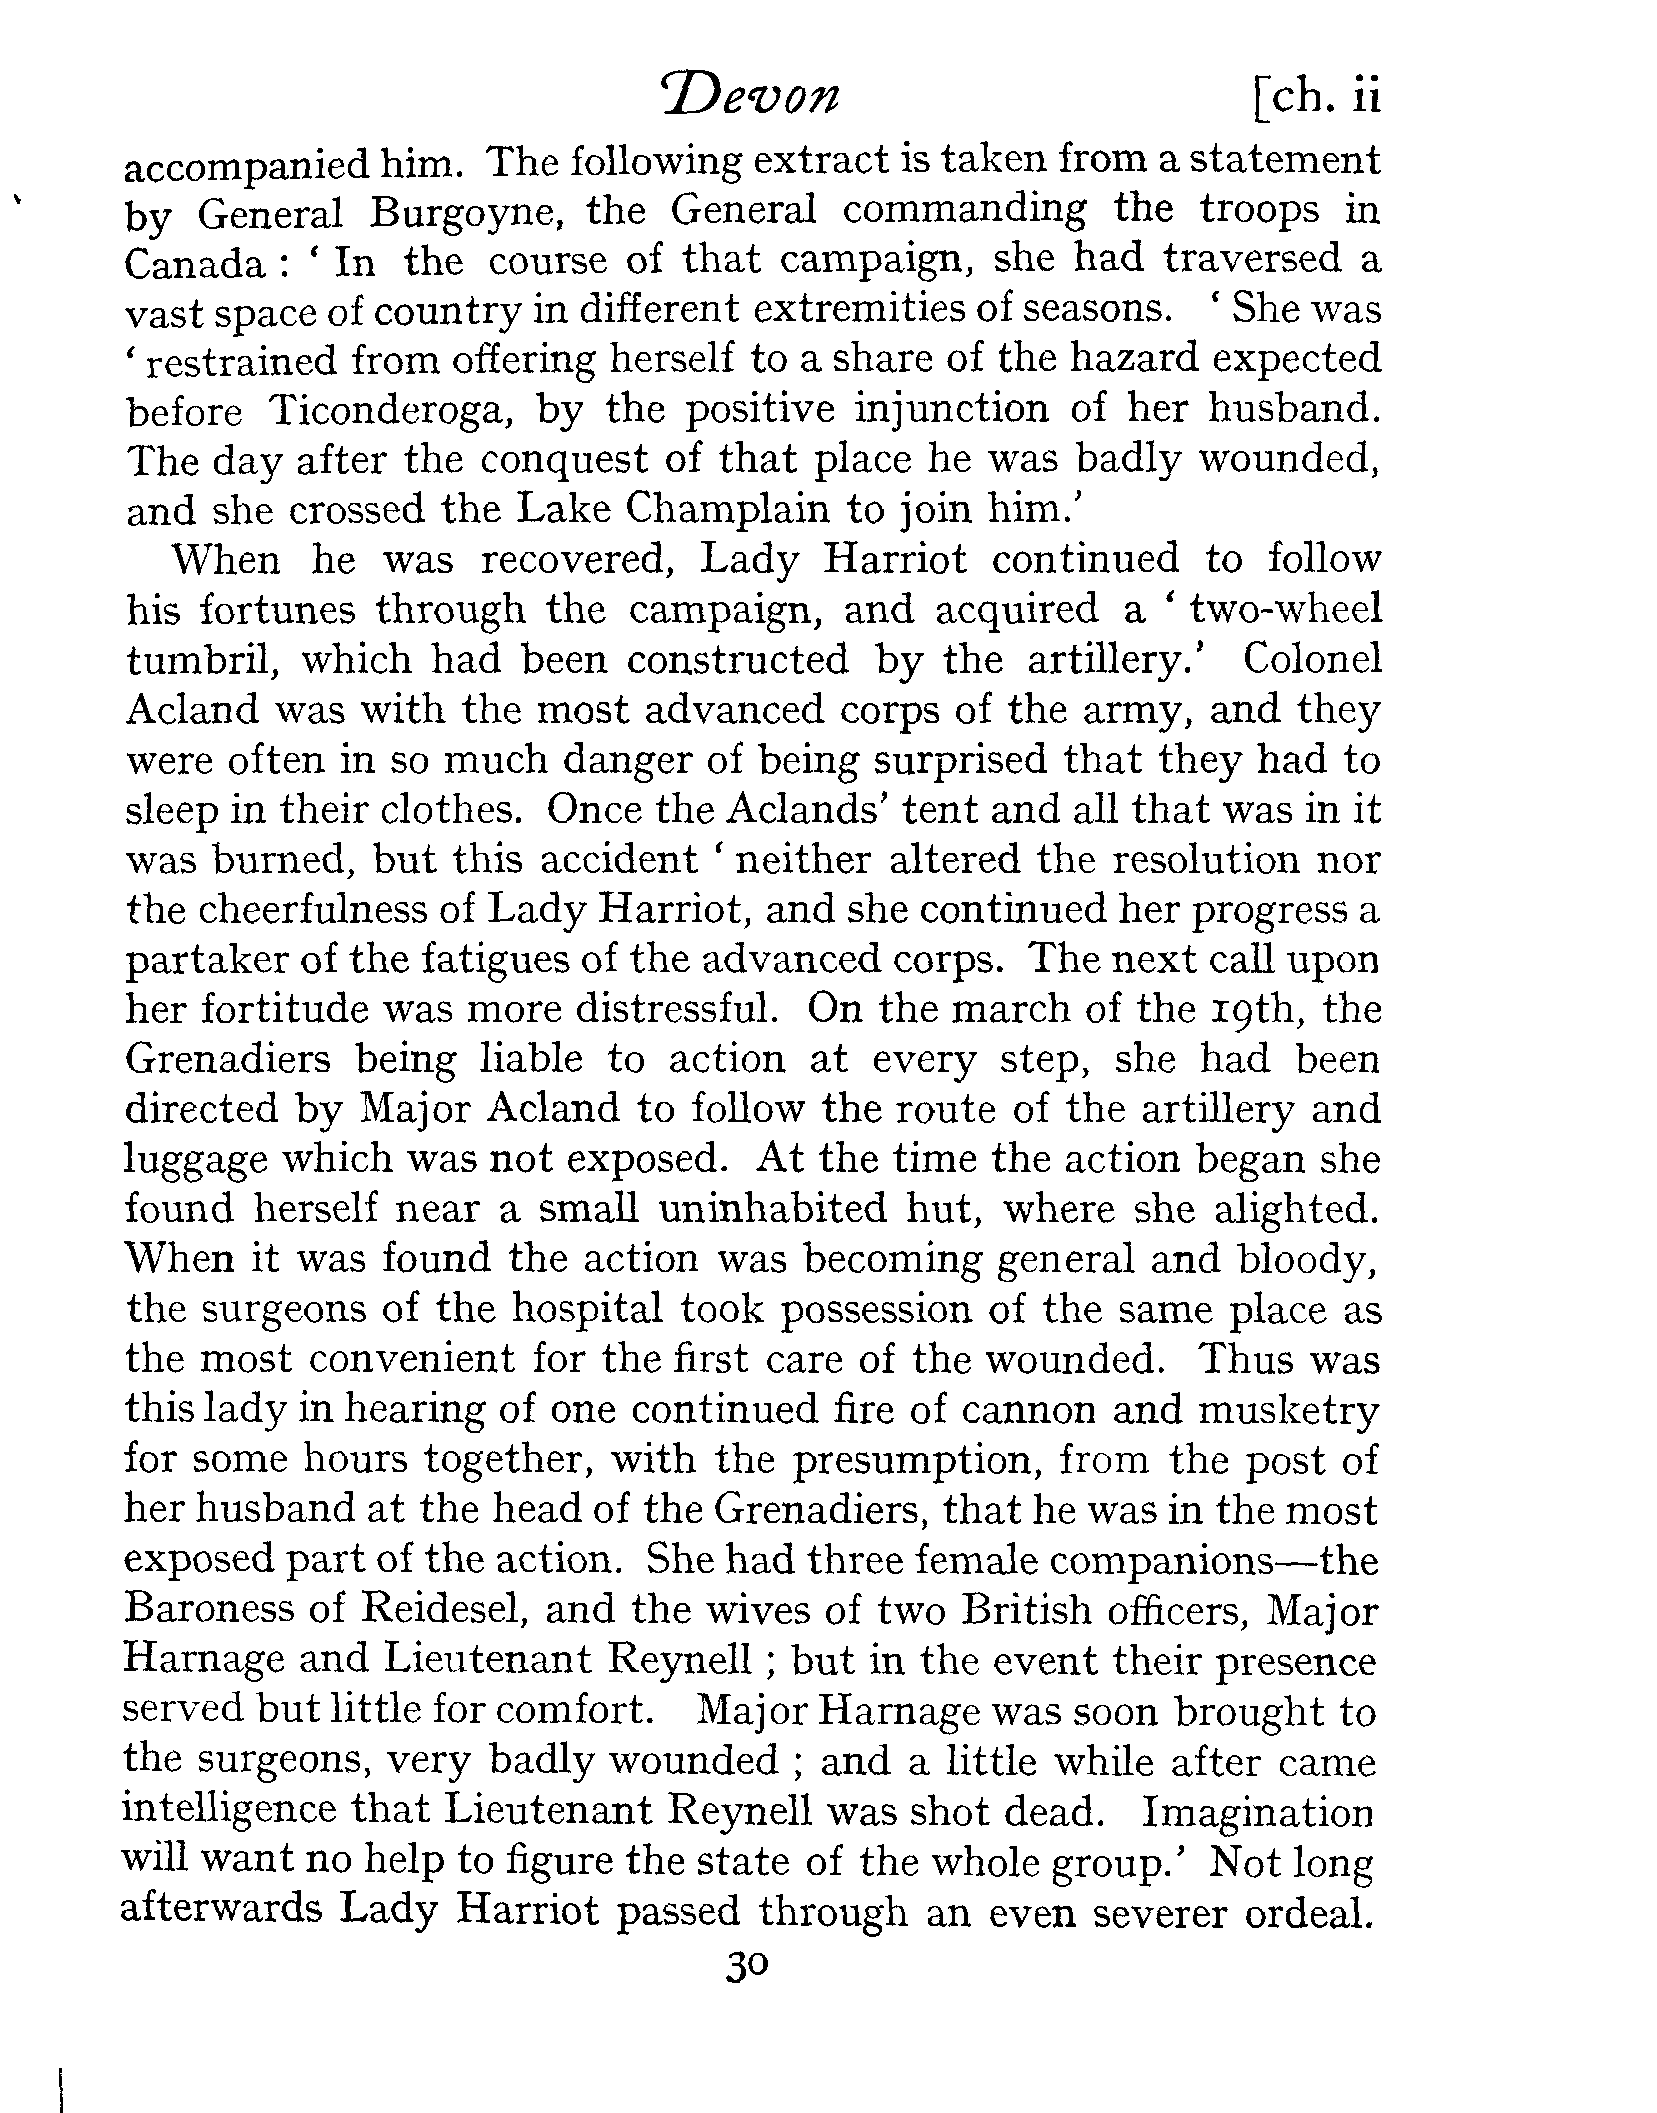 Devon [ch. ii
accompanied him. The following extract is taken from a statement
by General Burgoyne, the General commanding the troops in
Canada : ‘ In the course of that campaign, she had traversed a
vast space of country in different extremities of seasons. ‘ She was
‘ restrained from offering herself to a share of the hazard expected
before Ticonderoga, by the positive injunction of her husband.
The day after the conquest of that place he was badly wounded,
and she crossed the Lake Champlain to join him.’
When he was recovered, Lady Harriot continued to follow
his fortunes through the campaign, and acquired a ‘ two-wheel
tumbril, which had been constructed by the artillery.’ Colonel
Acland was with the most advanced corps of the army, and they
were often in so much danger of being surprised that they had to
sleep in their clothes. Once the Aclands’ tent and all that was in it
was burned, but this accident ‘ neither altered the resolution nor
the cheerfulness of Lady Harriot, and she continued her progress a
partaker of the fatigues of the advanced corps. The next call upon
her fortitude was more distressful. On the march of the 19th, the
Grenadiers being liable to action at every step, she had been
directed by Major Acland to follow the route of the artillery and
luggage which was not exposed. At the time the action began she
found herself near a small uninhabited hut, where she alighted.
When it was found the action was becoming general and bloody,
the surgeons of the hospital took possession of the same place as
the most convenient for the first care of the wounded. Thus was
this lady in hearing of one continued fire of cannon and musketry
for some hours together, with the presumption, from the post of
her husband at the head of the Grenadiers, that he was in the most
exposed part of the action. She had three female companions—the
Baroness of Reidesel, and the wives of two British officers, Major
Harnage and Lieutenant Reynell ; but in the event their presence
served but little for comfort. Major Harnage was soon brought to
the surgeons, very badly wounded ; and a little while after came
intelligence that Lieutenant Reynell was shot dead. Imagination
will want no help to figure the state of the whole group.’ Not long
afterwards Lady Harriot passed through an even severer ordeal.
30